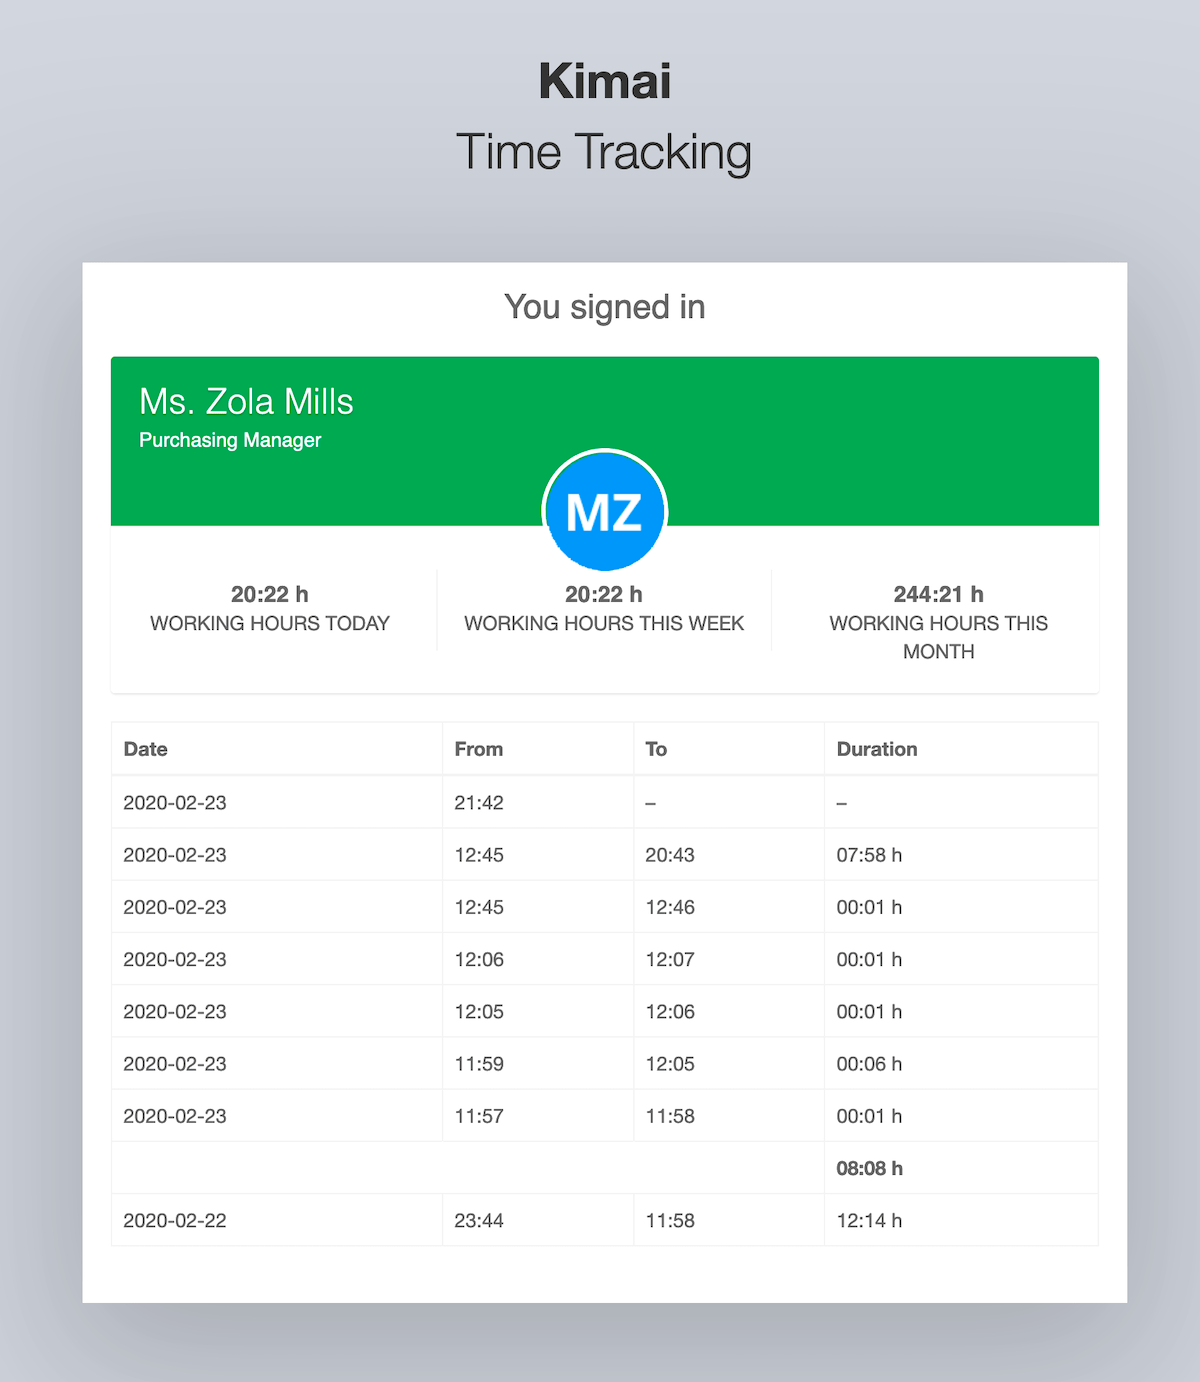 Kimai
Time Tracking
You signed in
Ms. Zola Mills
Purchasing Manager
MZ
20:22 h
WORKING HOURS TODAY
20:22 h
WORKING HOURS THIS WEEK
244:21 h
WORKING HOURS THIS
MONTH
Date From To Duration
2020-02-23 21:42 – –
2020-02-23 12:45 20:43 07:58 h
2020-02-23 12:45 12:46 00:01 h
2020-02-23 12:06 12:07 00:01 h
2020-02-23 12:05 12:06 00:01 h
2020-02-23 11:59 12:05 00:06 h
2020-02-23 11:57 11:58 00:01 h
08:08 h
2020-02-22 23:44 11:58 12:14 h